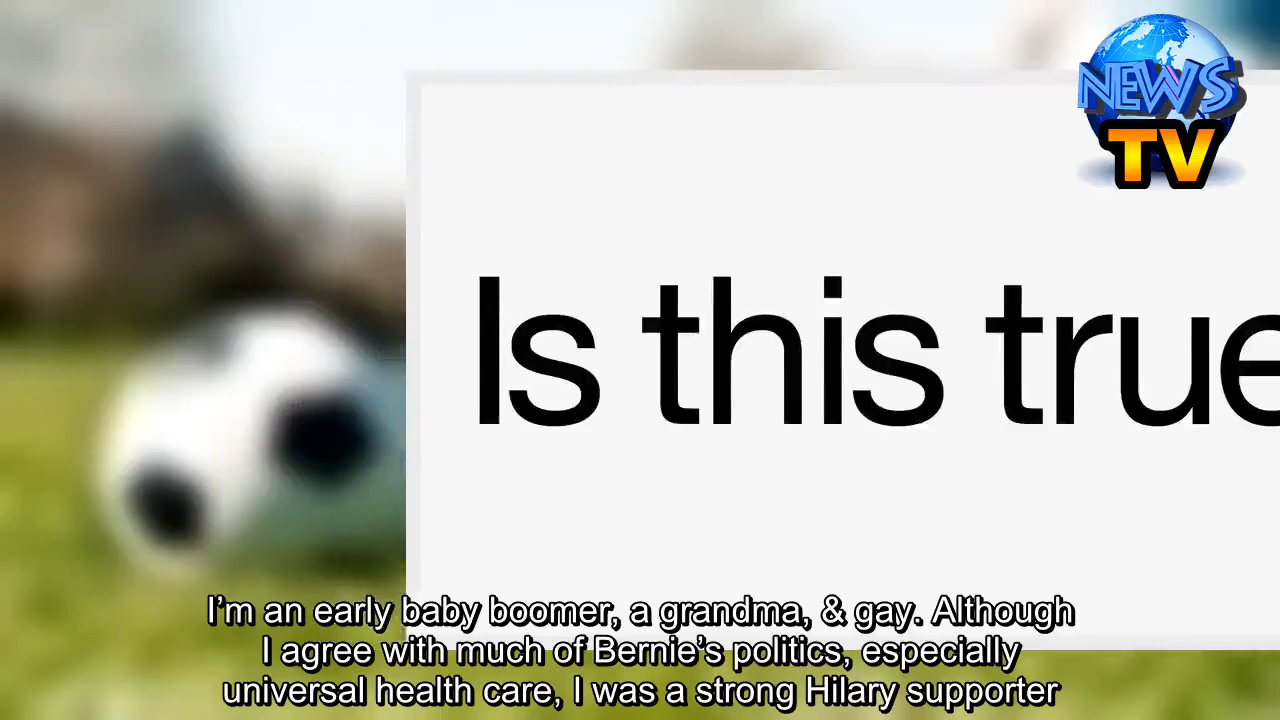 NEWS
TV
Is this true
I’m an early baby boomer, a grandma, & gay. Although
I agree with much of Bernie’s politics, especially
universal health care, I was a strong Hilary supporter